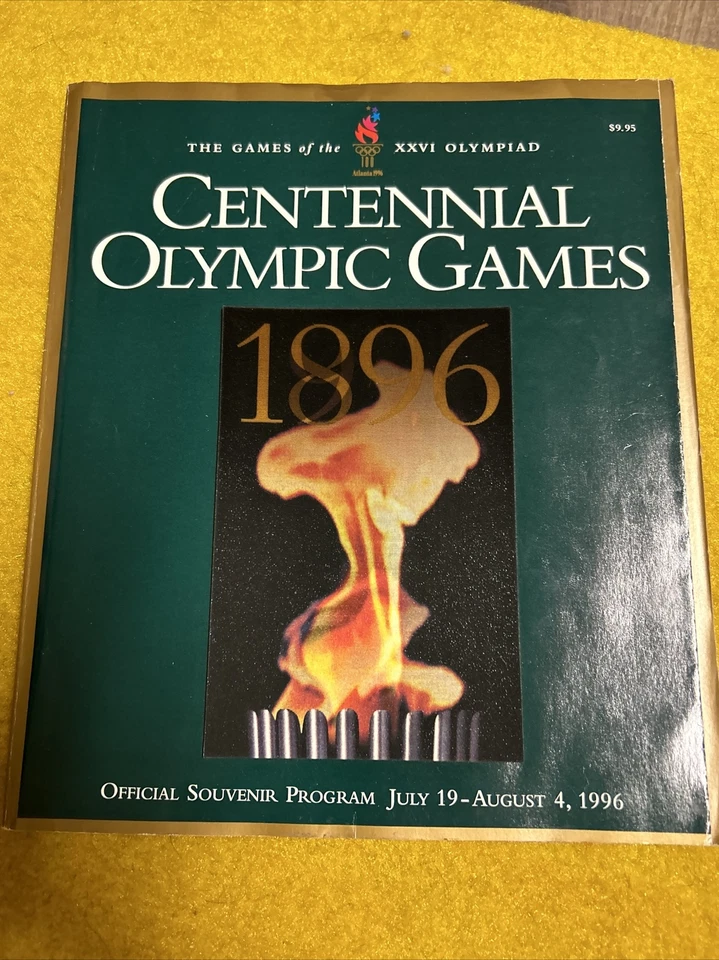 $9.95
THE GAMES of the XXVI OLYMPIAD
Atlanta 1996
CENTENNIAL
OLYMPIC GAMES
1896
OFFICIAL SOUVENIR PROGRAM JULY 19-AUGUST 4, 1996